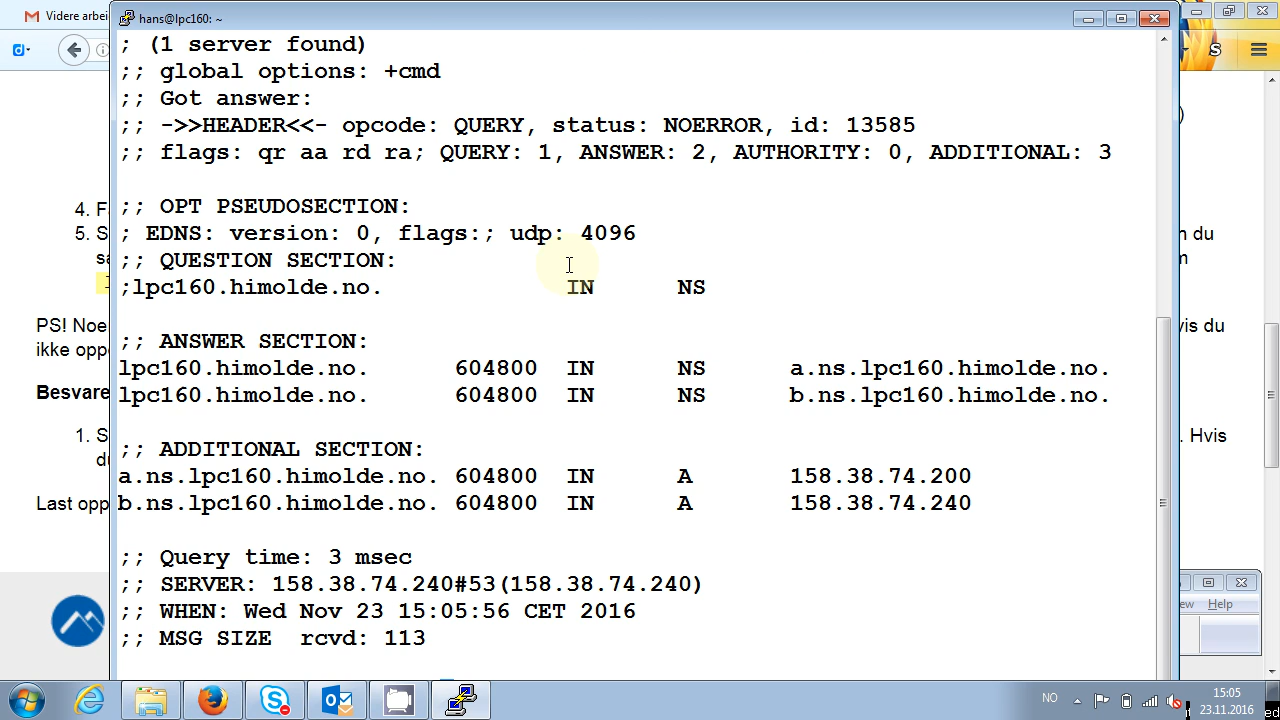 Videre arbei
hans@lpc160: ~
; (1 server found)
;; global options: +cmd
;; Got answer:
;; ->>HEADER<<- opcode: QUERY, status: NOERROR, id: 13585
;; flags: qr aa rd ra; QUERY: 1, ANSWER: 2, AUTHORITY: 0, ADDITIONAL: 3
;; OPT PSEUDOSECTION:
; EDNS: version: 0, flags:; udp: 4096
;; QUESTION SECTION:
;lpc160.himolde.no. IN NS
;; ANSWER SECTION:
lpc160.himolde.no. 604800 IN NS a.ns.lpc160.himolde.no.
lpc160.himolde.no. 604800 IN NS b.ns.lpc160.himolde.no.
;; ADDITIONAL SECTION:
a.ns.lpc160.himolde.no. 604800 IN A 158.38.74.200
b.ns.lpc160.himolde.no. 604800 IN A 158.38.74.240
;; Query time: 3 msec
;; SERVER: 158.38.74.240#53(158.38.74.240)
;; WHEN: Wed Nov 23 15:05:56 CET 2016
;; MSG SIZE rcvd: 113
4. F
5. S
n du
sa
m
PS! Noe
vis du
ikke oppe
Besvare
1. S
. Hvis
du
Last opp
ew Help
NO
15:05
23.11.2016